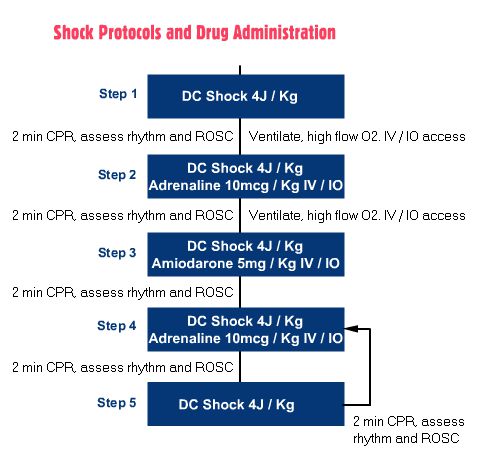 Shock Protocols and Drug Administration
Step 1
DC Shock 4J / Kg
2 min CPR, assess rhythm and ROSC
Ventilate, high flow O2. IV / IO access
Step 2
DC Shock 4J / Kg
Adrenaline 10mcg / Kg IV / IO
2 min CPR, assess rhythm and ROSC
Ventilate, high flow O2. IV / IO access
Step 3
DC Shock 4J / Kg
Amiodarone 5mg / Kg IV / IO
2 min CPR, assess rhythm and ROSC
Step 4
DC Shock 4J / Kg
Adrenaline 10mcg / Kg IV / IO
2 min CPR, assess rhythm and ROSC
Step 5
DC Shock 4J / Kg
2 min CPR, assess
rhythm and ROSC